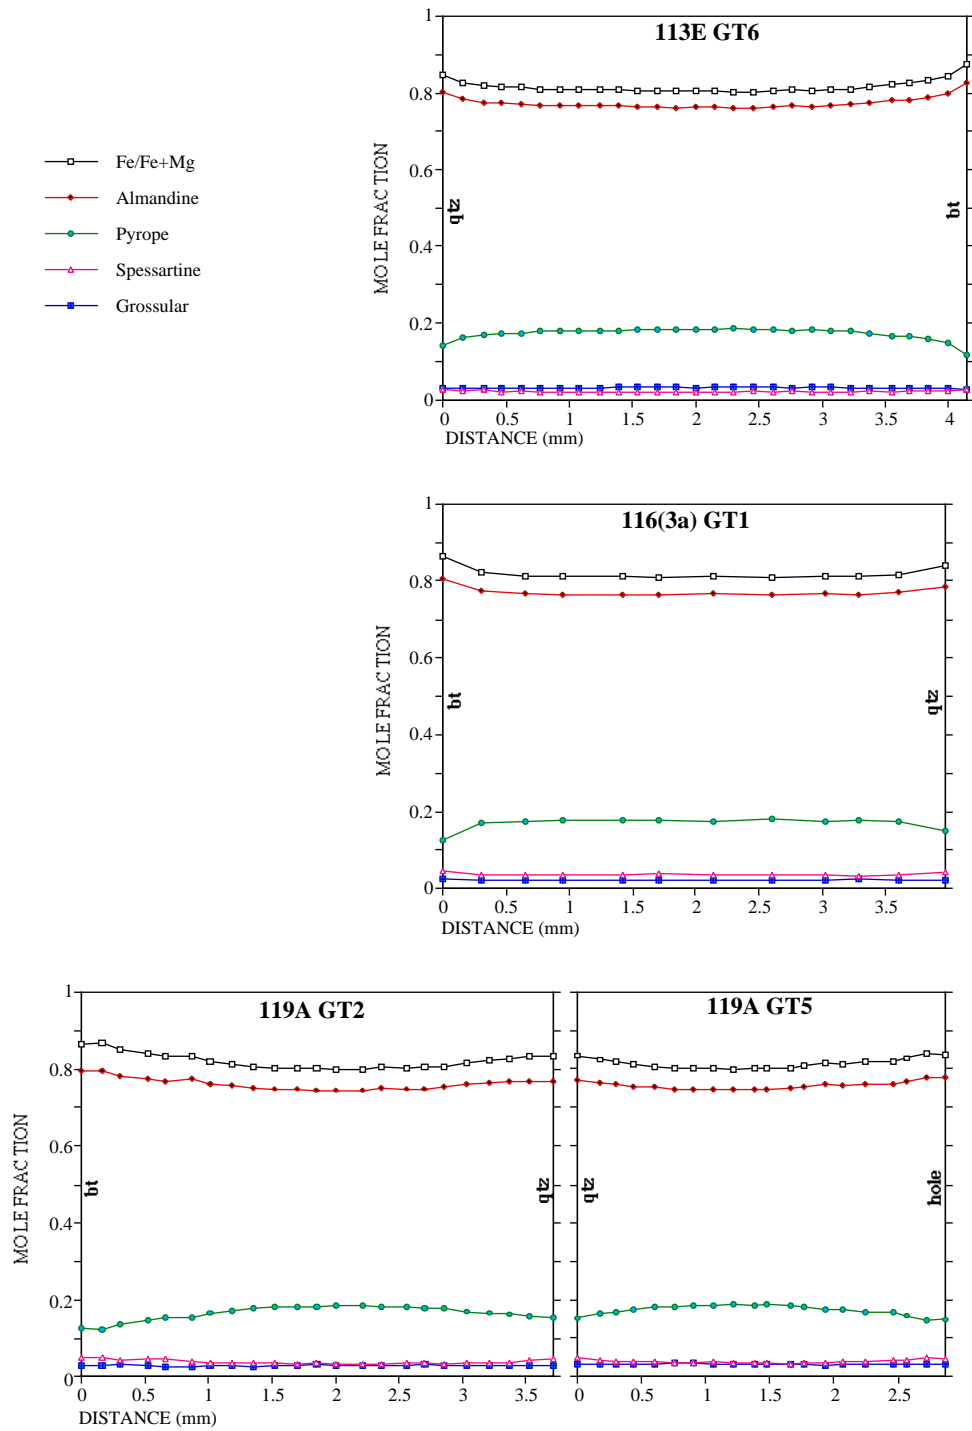 113E GT6
1
0.8
0.6
0.4
0.2
0
MOLE FRACTION
qtz
bt
0 0.5 1 1.5 2 2.5 3 3.5 4
DISTANCE (mm)
Fe/Fe+Mg
Almandine
Pyrope
Spessartine
Grossular
116(3a) GT1
1
0.8
0.6
0.4
0.2
0
MOLE FRACTION
bt
qtz
0 0.5 1 1.5 2 2.5 3 3.5
DISTANCE (mm)
119A GT2
1
0.8
0.6
0.4
0.2
0
MOLE FRACTION
bt
qtz
0 0.5 1 1.5 2 2.5 3 3.5
DISTANCE (mm)
119A GT5
qtz
hole
0 0.5 1 1.5 2 2.5